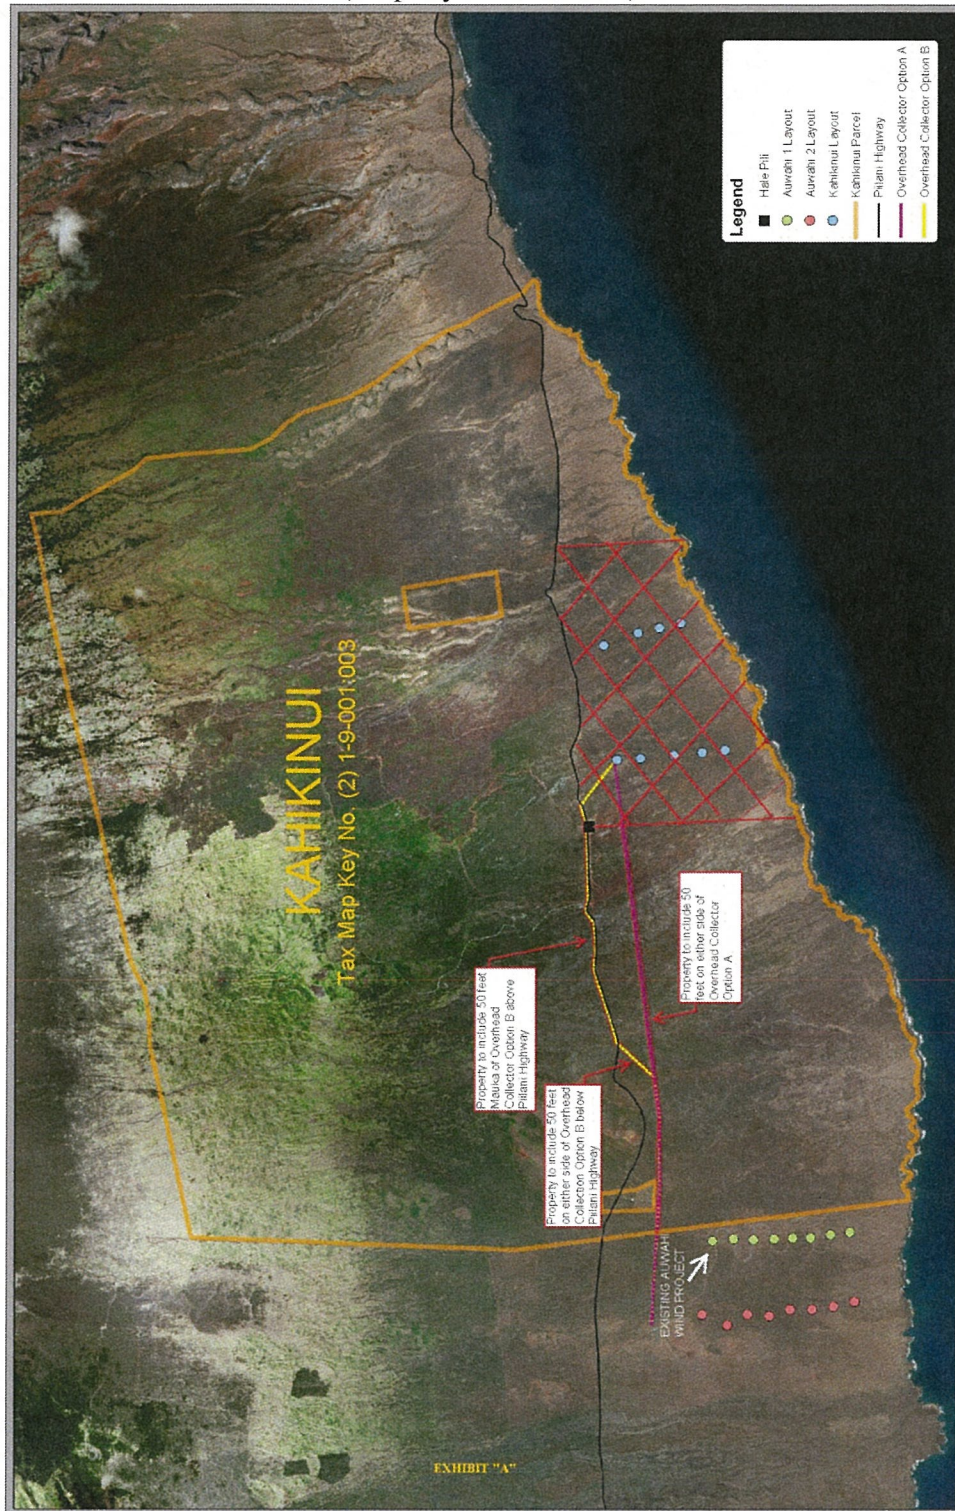 KAHIKINUI
Tax Map Key No. (2) 1-9-001:003
Property to include 50 feet
Mauka of Overhead
Collector Option B above
Piilani Highway
Property to include 50 feet
on either side of Overhead
Collection Option B below
Piilani Highway
Property to include 50
feet on either side of
Overhead Collector
Option A
EXISTING AUWAHI
WIND PROJECT
Legend
Hale Pili
Auwahi 1 Layout
Auwahi 2 Layout
Kahikinui Layout
Kahikinui Parcel
Piilani Highway
Overhead Collector Option A
Overhead Collector Option B
EXHIBIT "A"